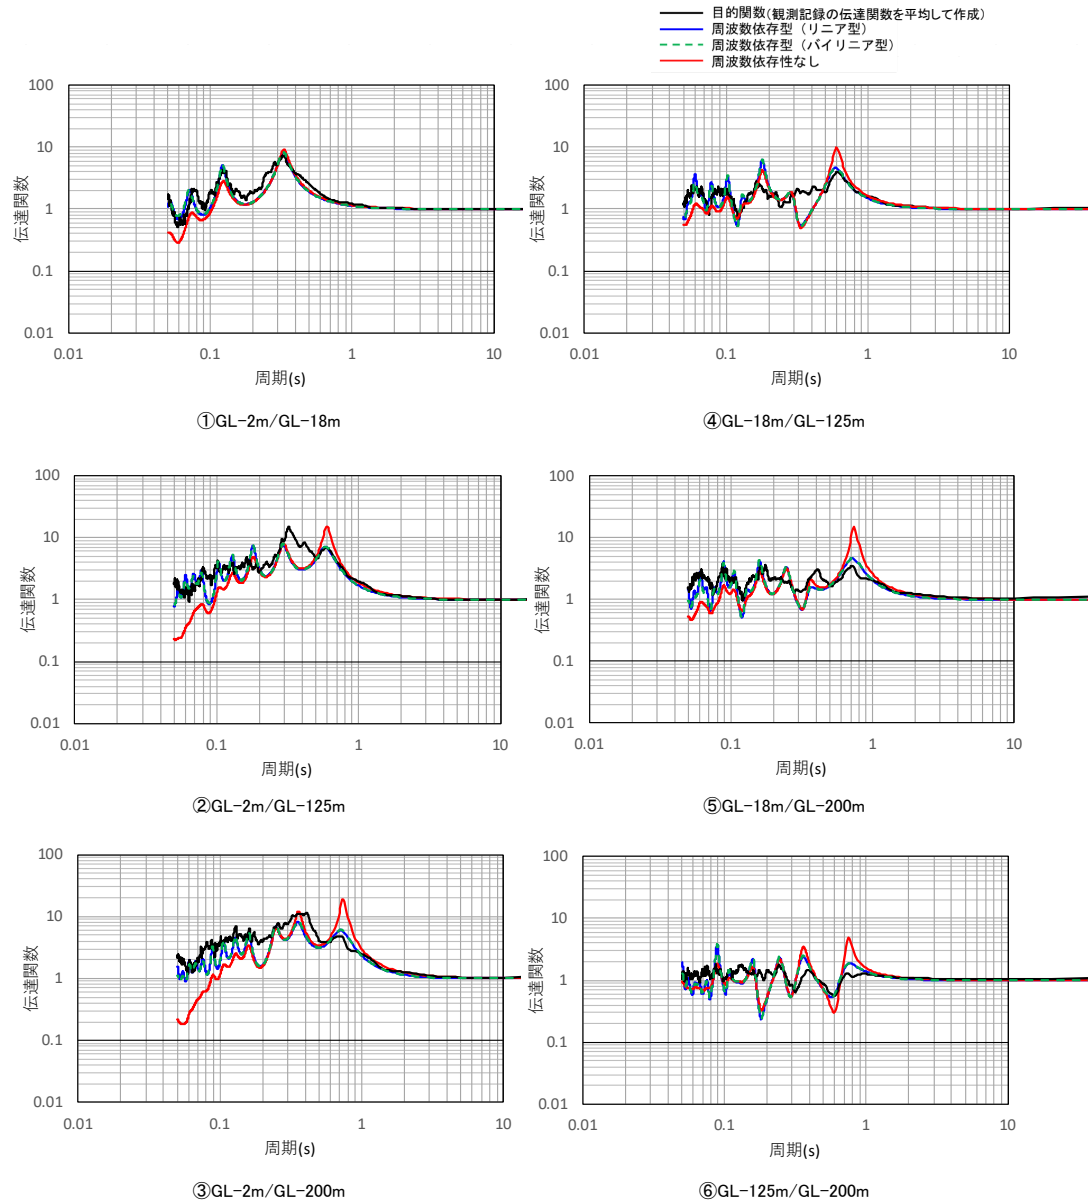 目的関数(観測記録の伝達関数を平均して作成)
周波数依存型（リニア型）
周波数依存型（バイリニア型）
周波数依存性なし
100
10
1
0.1
0.01
伝達関数
0.01 0.1 1 10
周期(s)
①GL-2m/GL-18m
100
10
1
0.1
0.01
伝達関数
0.01 0.1 1 10
周期(s)
④GL-18m/GL-125m
100
10
1
0.1
0.01
伝達関数
0.01 0.1 1 10
周期(s)
②GL-2m/GL-125m
100
10
1
0.1
0.01
伝達関数
0.01 0.1 1 10
周期(s)
⑤GL-18m/GL-200m
100
10
1
0.1
0.01
伝達関数
0.01 0.1 1 10
周期(s)
③GL-2m/GL-200m
100
10
1
0.1
0.01
伝達関数
0.01 0.1 1 10
周期(s)
⑥GL-125m/GL-200m